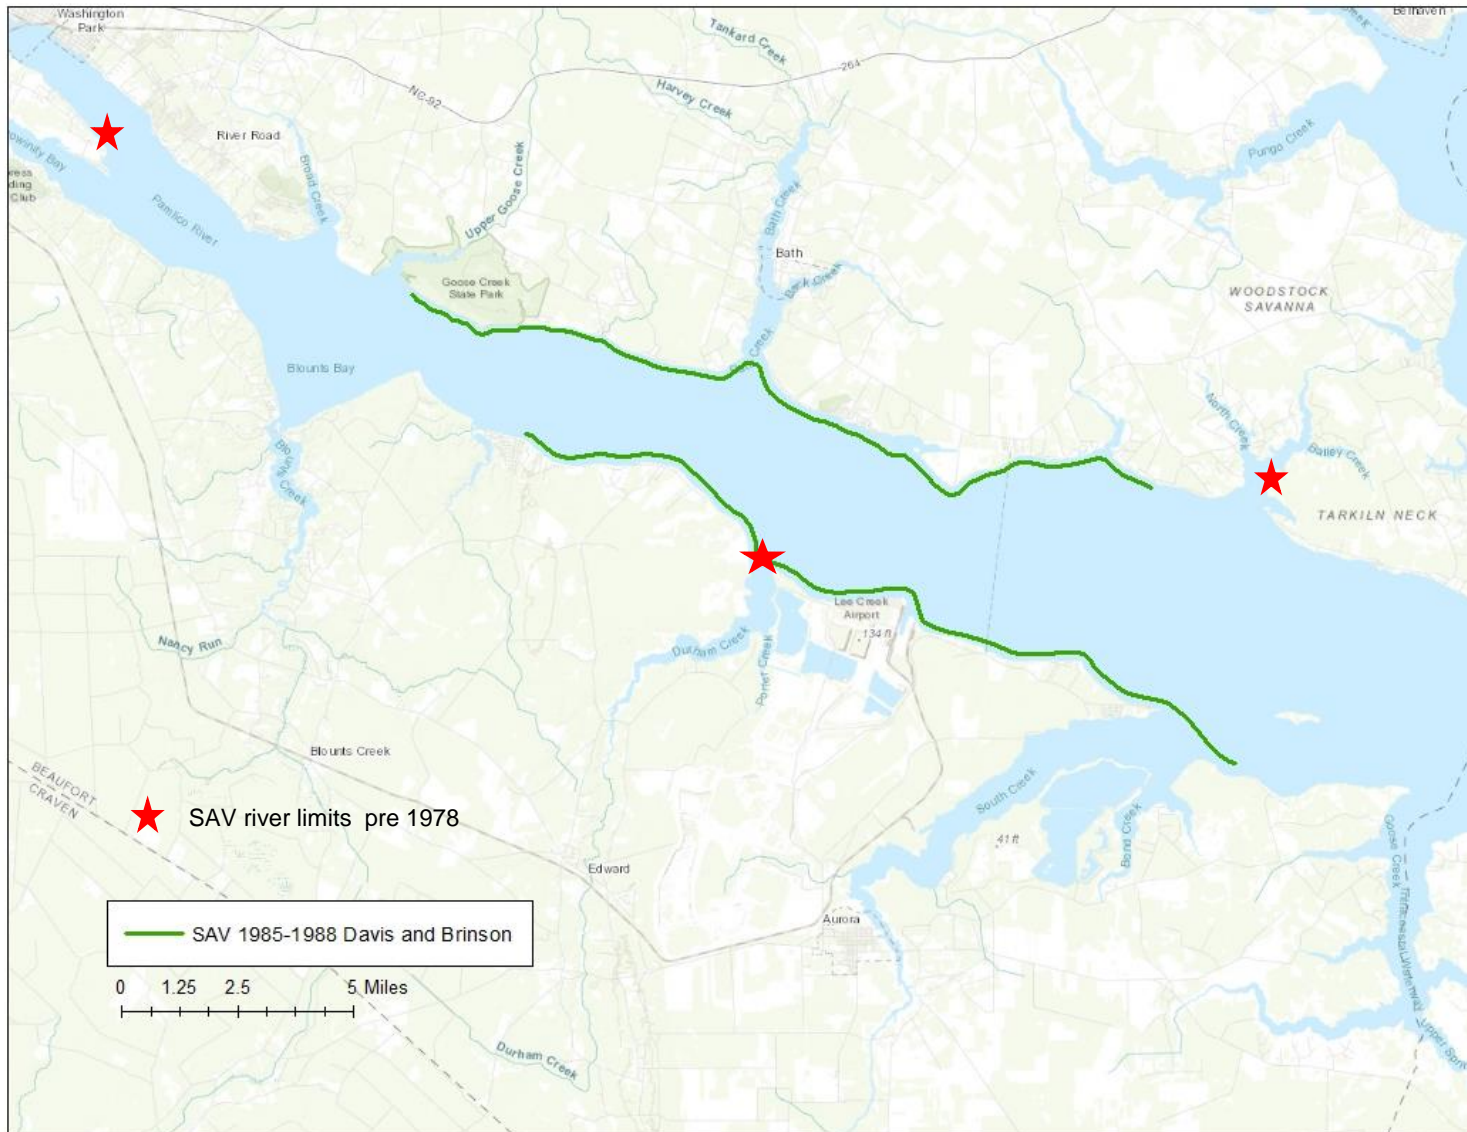 Washington
Park
Belhaven
Tankard Creek
264
Harvey Creek
NC-92
River Road
Pungo Creek
Broad Creek
Upper Goose Creek
Bath Creek
Club
Pamlico River
Bath
Back Creek
Goose Creek
State Park
WOODSTOCK
SAVANNA
Blounts Bay
Creek
North Creek
Bailey Creek
Creek
TARKILN NECK
Lee Creek
Airport
134 ft
Nancy Run
Durham Creek
Porter Creek
Blounts Creek
BEAUFORT
CRAVEN
South Creek
SAV river limits pre 1978
41 ft
Bond Creek
Goose Creek
Edward
Aurora
SAV 1985-1988 Davis and Brinson
0 1.25 2.5 5 Miles
Durham Creek